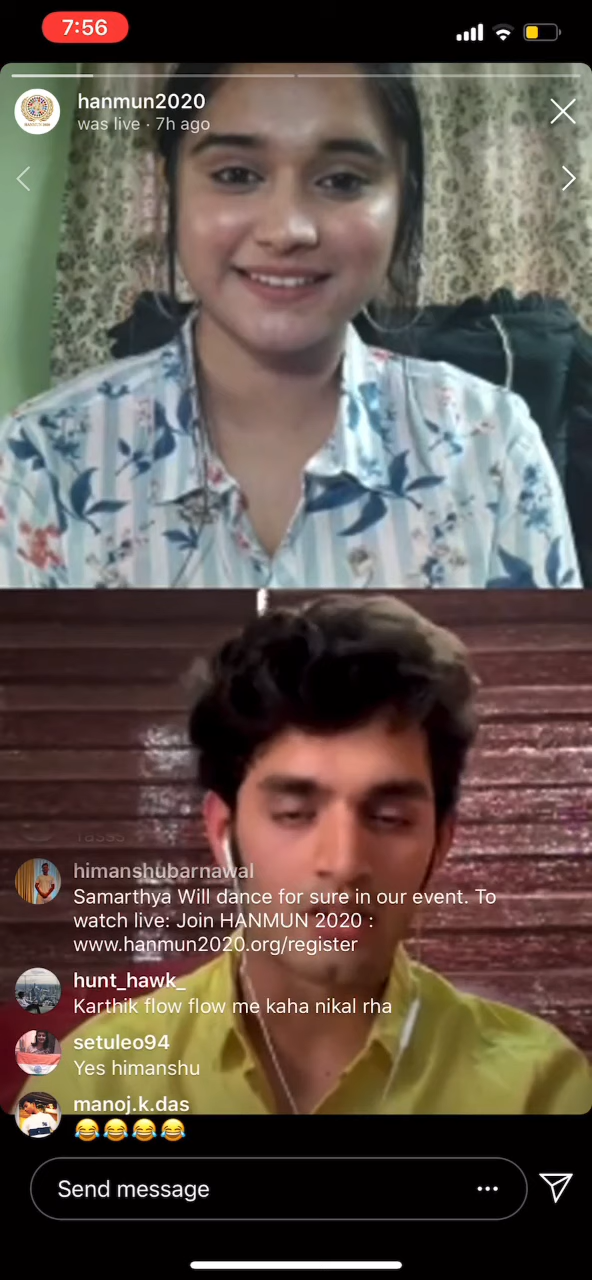 7:56
hanmun2020
was live · 7h ago
Yasss
himanshubarnawal
Samarthya Will dance for sure in our event. To
watch live: Join HANMUN 2020 :
www.hanmun2020.org/register
hunt_hawk_
Karthik flow flow me kaha nikal rha
setuleo94
Yes himanshu
manoj.k.das
😂😂😂😂
Send message